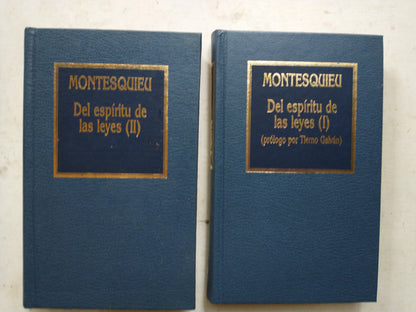 MONTESQUIEU
Del espíritu de
las leyes (II)
MONTESQUIEU
Del espíritu de
las leyes (I)
(prólogo por Tierno Galván)